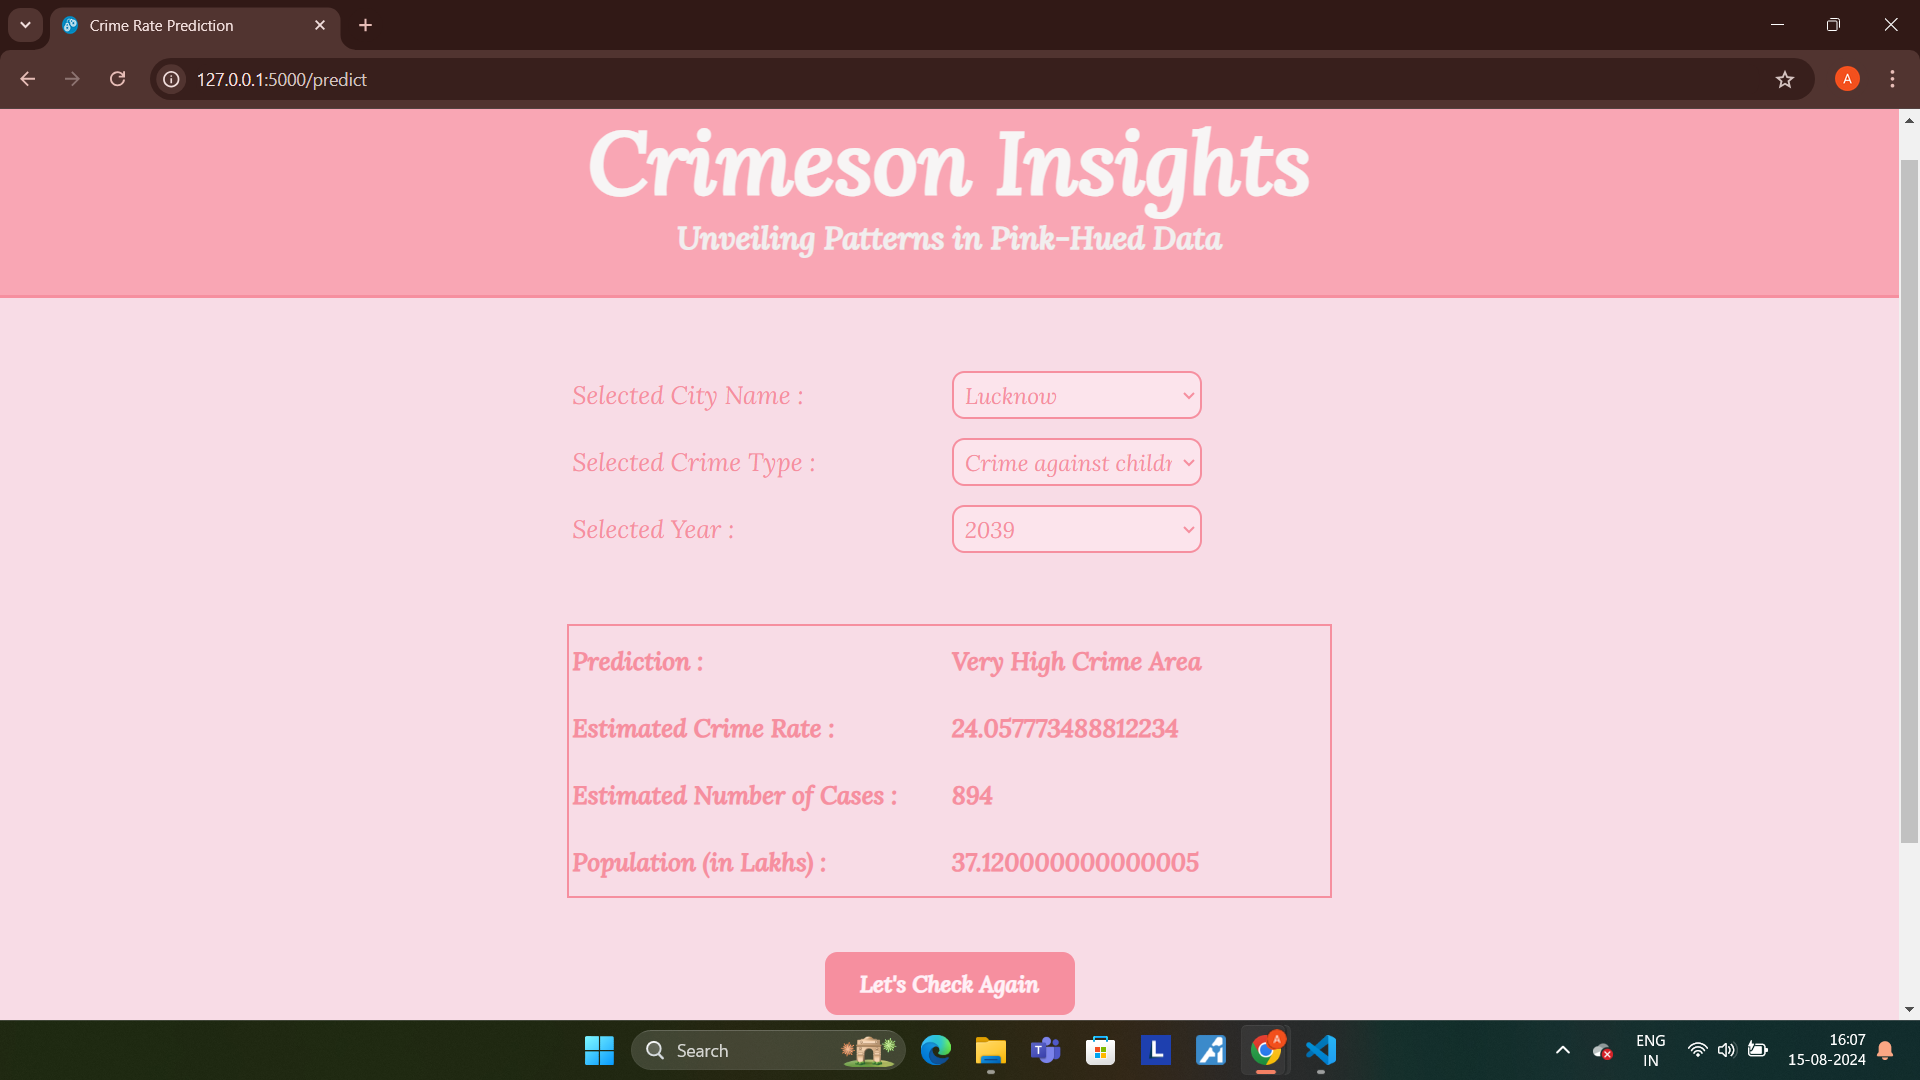 Crime Rate Prediction
127.0.0.1:5000/predict
A
Crimeson Insights
Unveiling Patterns in Pink-Hued Data
Selected City Name : Lucknow
Selected Crime Type : Crime against childr
Selected Year : 2039
Prediction : Very High Crime Area
Estimated Crime Rate : 24.057773488812234
Estimated Number of Cases : 894
Population (in Lakhs) : 37.120000000000005
Let's Check Again
Search
T
L
A
ENG
IN
16:07
15-08-2024